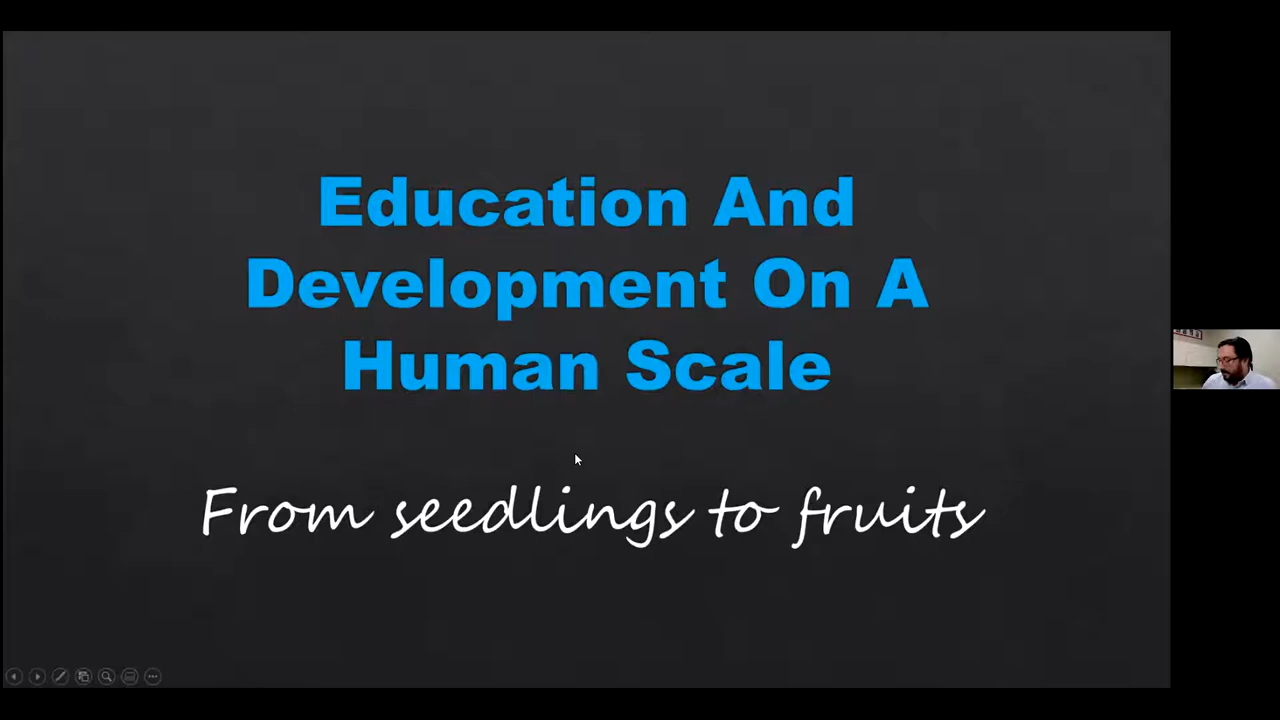 Education And
Development On A
Human Scale
From seedlings to fruits